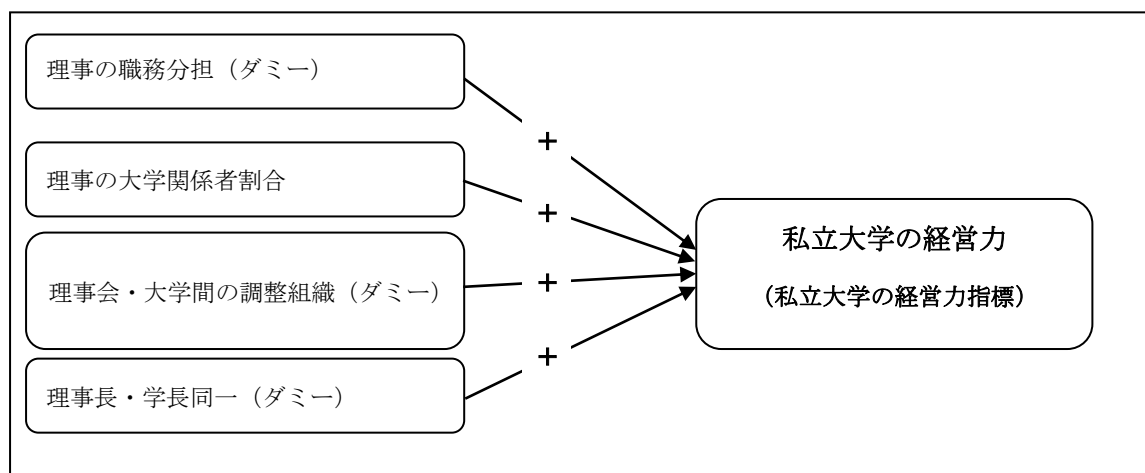 理事の職務分担（ダミー）
+
理事の大学関係者割合
+
理事会・大学間の調整組織（ダミー）
+
理事長・学長同一（ダミー）
+
私立大学の経営力
（私立大学の経営力指標）